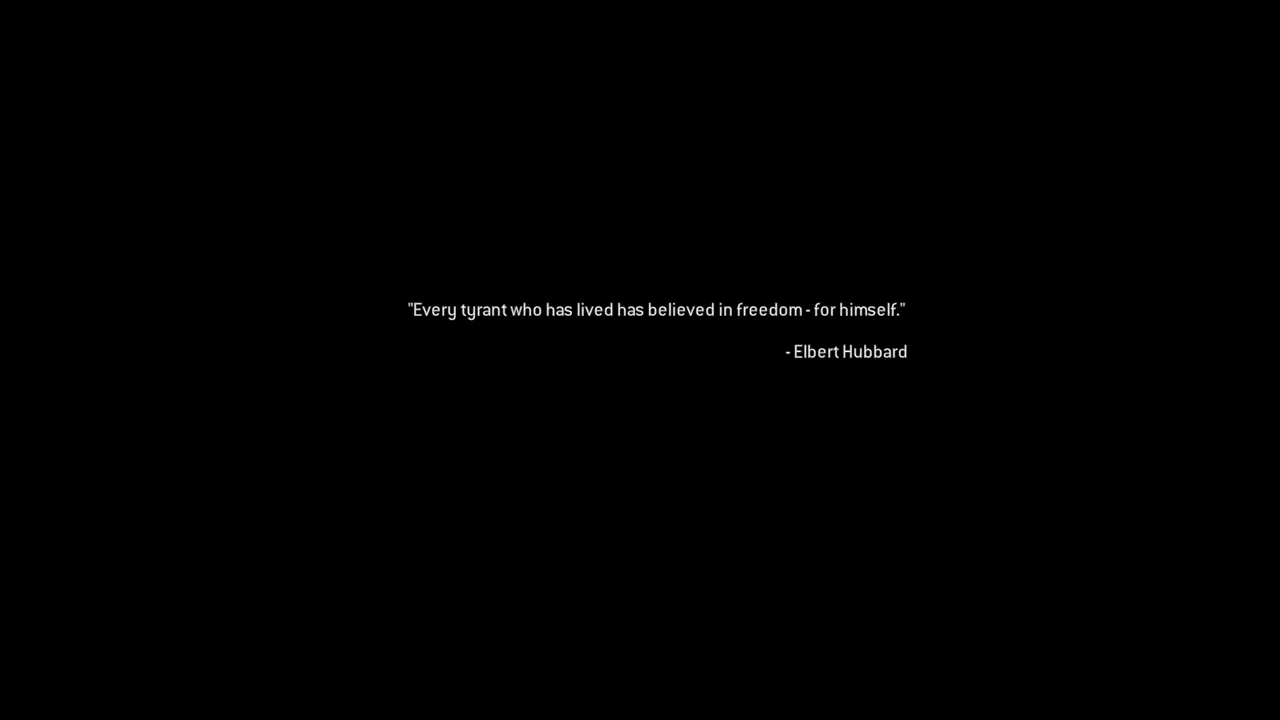 "Every tyrant who has lived has believed in freedom - for himself."
- Elbert Hubbard